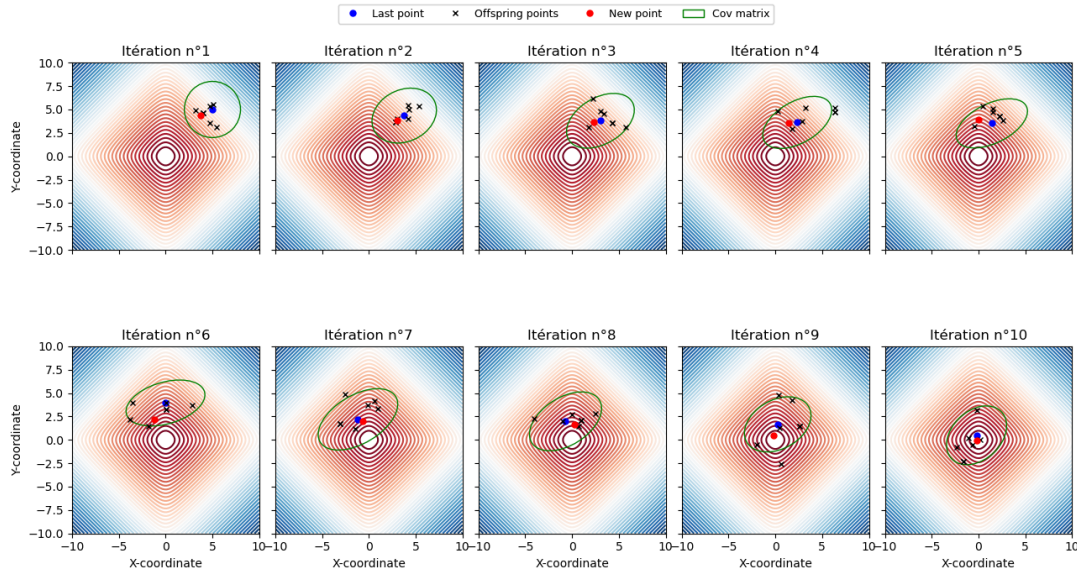 Last point   Offspring points   New point   Cov matrix
Itération n°1   Itération n°2   Itération n°3   Itération n°4   Itération n°5
10.0
7.5
5.0
2.5
0.0
−2.5
−5.0
−7.5
−10.0
Y-coordinate
Itération n°6   Itération n°7   Itération n°8   Itération n°9   Itération n°10
10.0
7.5
5.0
2.5
0.0
−2.5
−5.0
−7.5
−10.0
Y-coordinate
−10   −5   0   5   10−10   −5   0   5   10−10   −5   0   5   10−10   −5   0   5   10−10   −5   0   5   10
X-coordinate   X-coordinate   X-coordinate   X-coordinate   X-coordinate